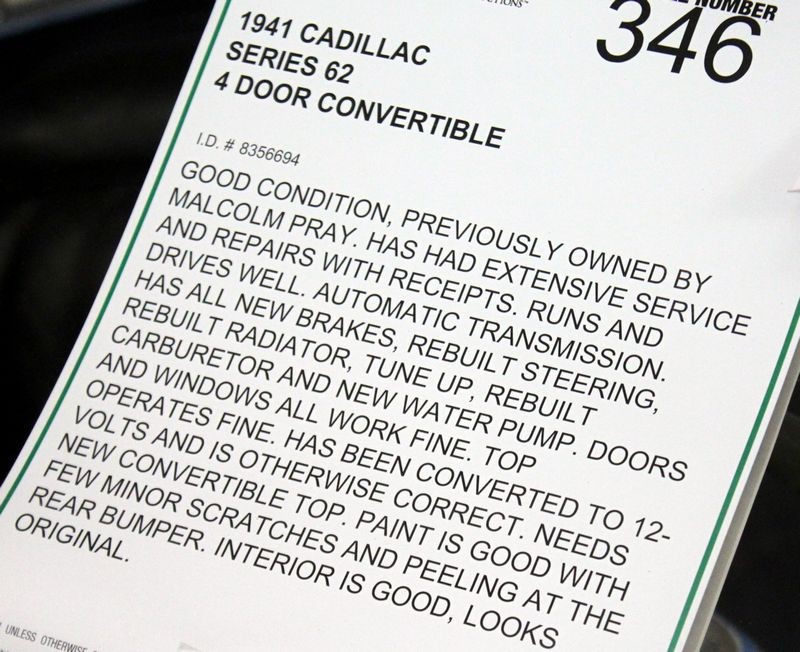 NUMBER
346
1941 CADILLAC
SERIES 62
4 DOOR CONVERTIBLE
I.D. # 8356694
GOOD CONDITION, PREVIOUSLY OWNED BY
MALCOLM PRAY. HAS HAD EXTENSIVE SERVICE
AND REPAIRS WITH RECEIPTS. RUNS AND
DRIVES WELL. AUTOMATIC TRANSMISSION.
HAS ALL NEW BRAKES, REBUILT STEERING,
REBUILT RADIATOR, TUNE UP, REBUILT
CARBURETOR AND NEW WATER PUMP. DOORS
AND WINDOWS ALL WORK FINE. TOP
OPERATES FINE. HAS BEEN CONVERTED TO 12-
VOLTS AND IS OTHERWISE CORRECT. NEEDS
NEW CONVERTIBLE TOP. PAINT IS GOOD WITH
FEW MINOR SCRATCHES AND PEELING AT THE
REAR BUMPER. INTERIOR IS GOOD, LOOKS
ORIGINAL.
UNLESS OTHERWISE